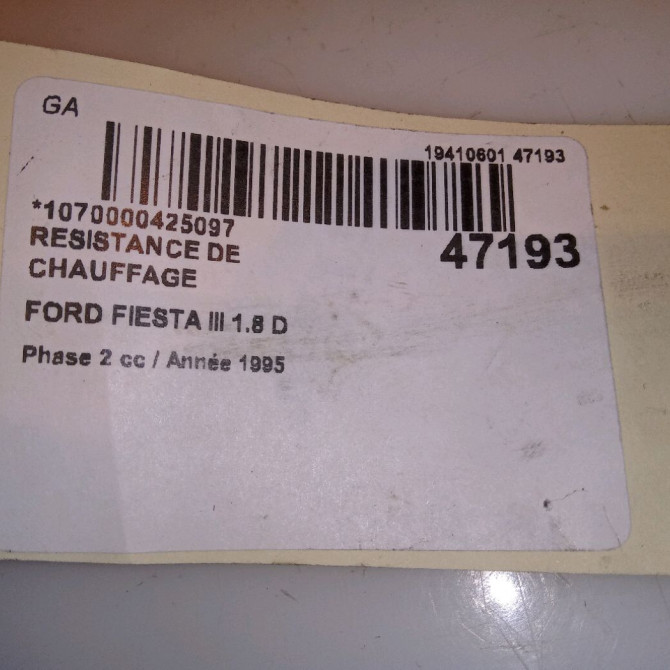 GA
19410601 47193
*1070000425097
47193
RESISTANCE DE
CHAUFFAGE
FORD FIESTA III 1.8 D
Phase 2 cc / Année 1995